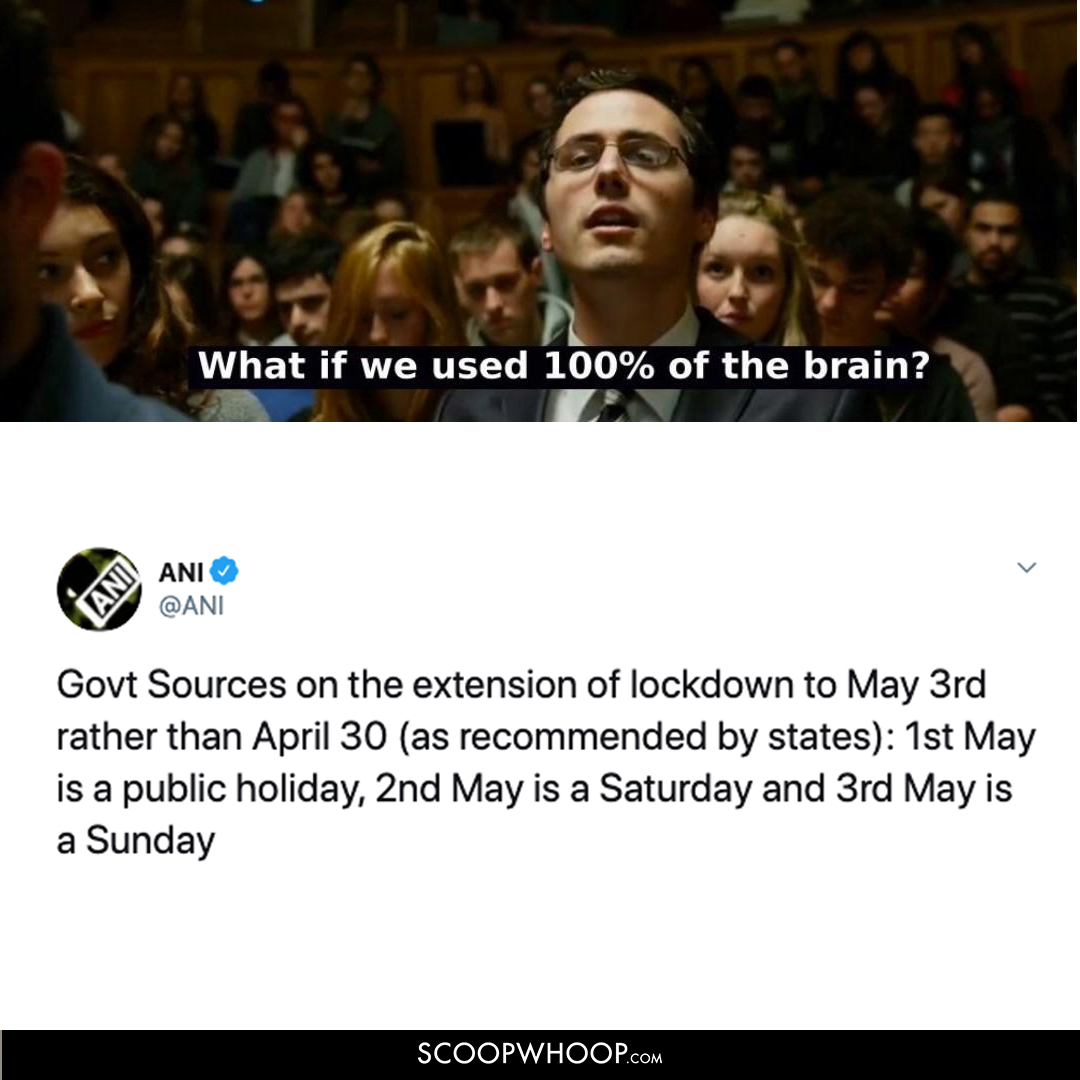 What if we used 100% of the brain?
ANI
ANI
@ANI
Govt Sources on the extension of lockdown to May 3rd
rather than April 30 (as recommended by states): 1st May
is a public holiday, 2nd May is a Saturday and 3rd May is
a Sunday
SCOOPWHOOP.COM